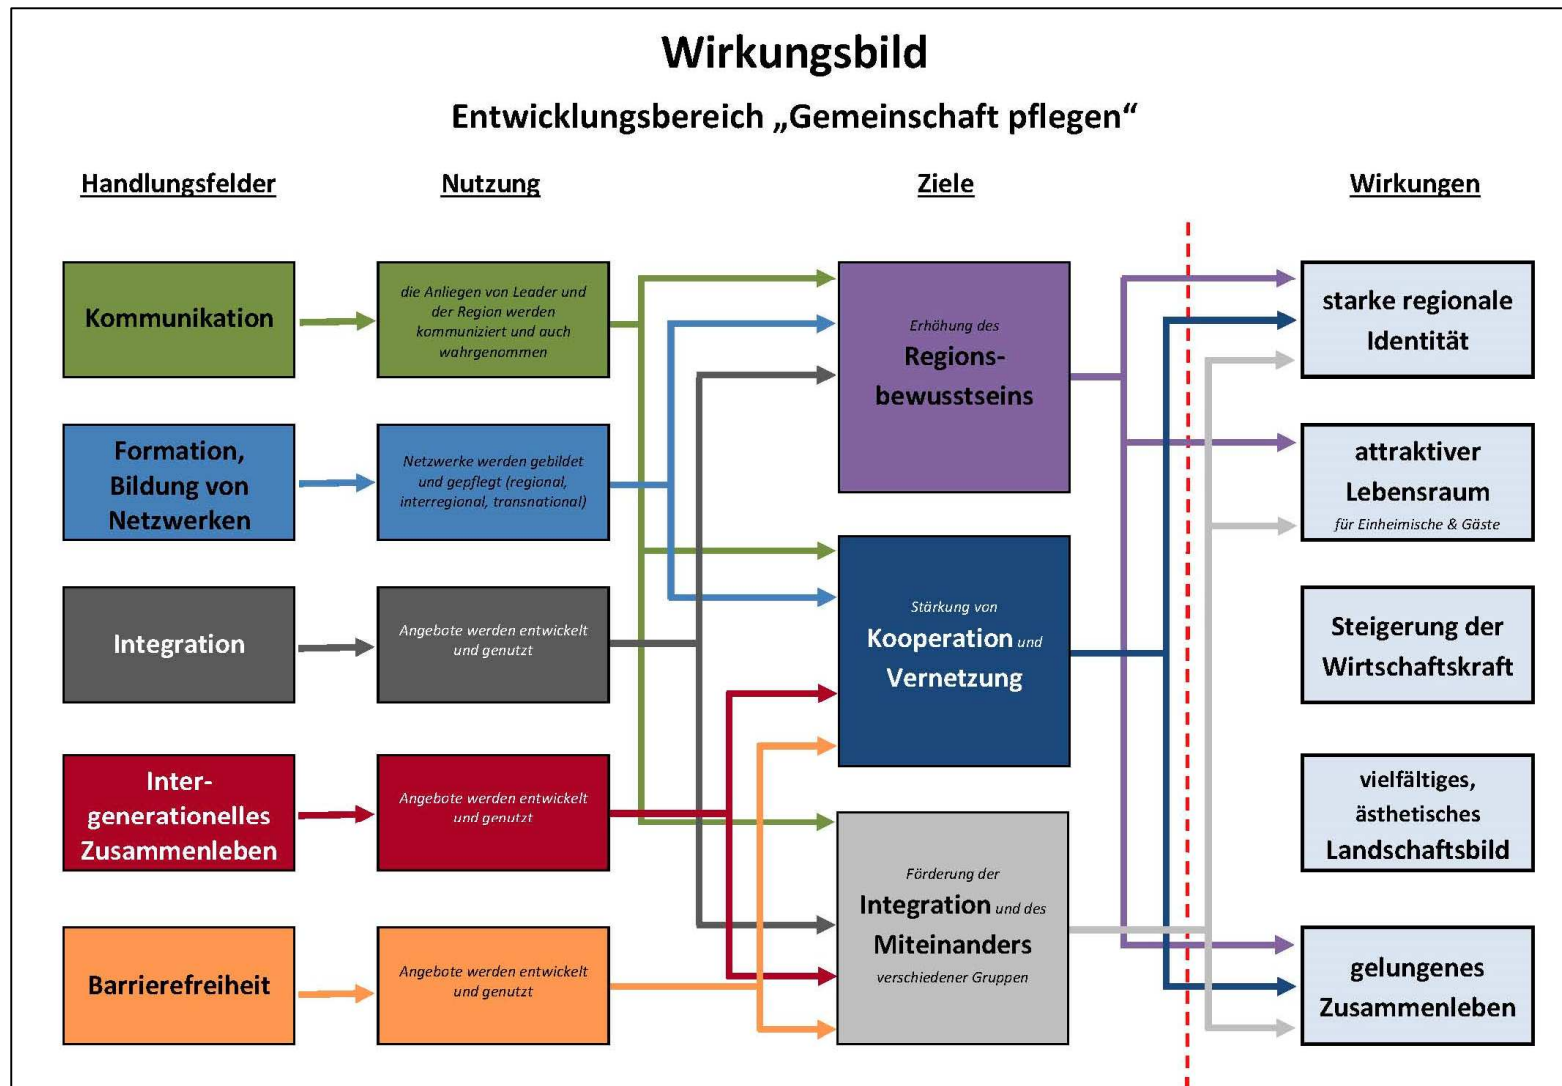 Wirkungsbild
Entwicklungsbereich „Gemeinschaft pflegen“
Handlungsfelder
Nutzung
Ziele
Wirkungen
Kommunikation
die Anliegen von Leader und
der Region werden
kommuniziert und auch
wahrgenommen
Formation,
Bildung von
Netzwerken
Netzwerke werden gebildet
und gepflegt (regional,
interregional, transnational)
Integration
Angebote werden entwickelt
und genutzt
Inter-
generationelles
Zusammenleben
Angebote werden entwickelt
und genutzt
Barrierefreiheit
Angebote werden entwickelt
und genutzt
Erhöhung des
Regions-
bewusstseins
Stärkung von
Kooperation und
Vernetzung
Förderung der
Integration und des
Miteinanders
verschiedener Gruppen
starke regionale
Identität
attraktiver
Lebensraum
für Einheimische & Gäste
Steigerung der
Wirtschaftskraft
vielfältiges,
ästhetisches
Landschaftsbild
gelungenes
Zusammenleben